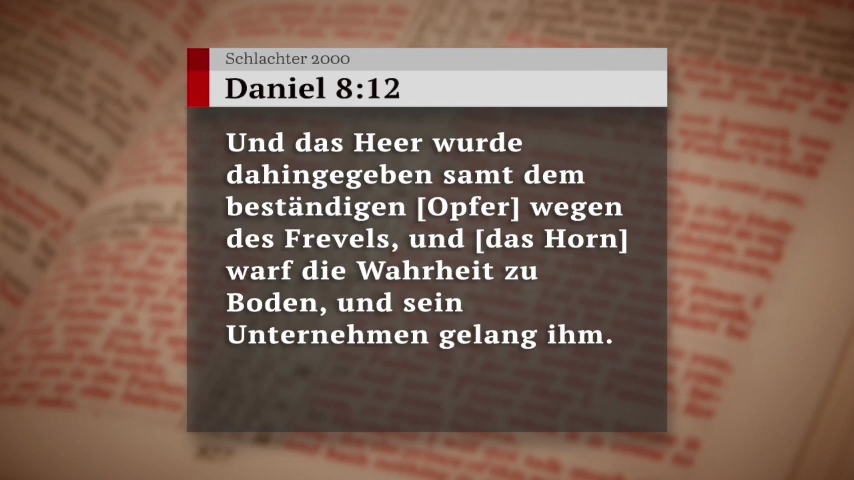 Schlachter 2000
Daniel 8:12
Und das Heer wurde
dahingegeben samt dem
beständigen [Opfer] wegen
des Frevels, und [das Horn]
warf die Wahrheit zu
Boden, und sein
Unternehmen gelang ihm.